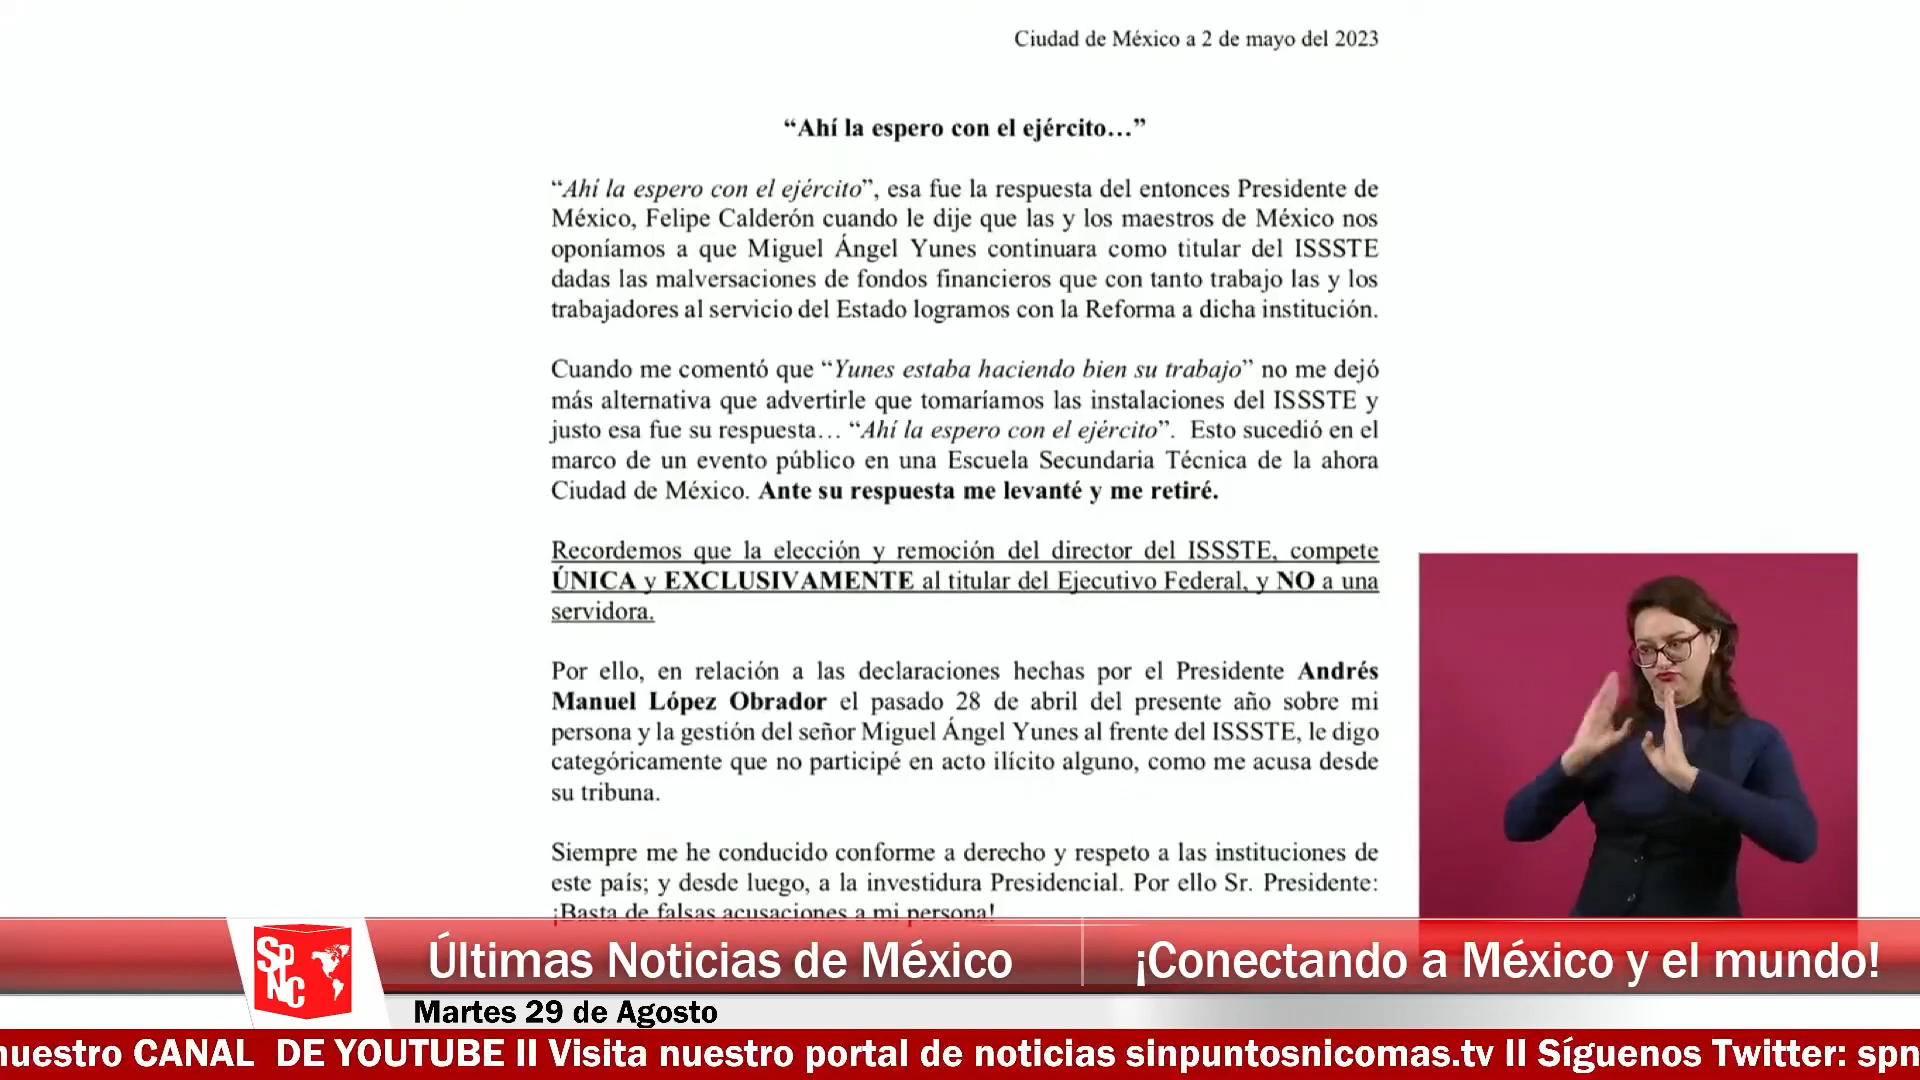 Ciudad de México a 2 de mayo del 2023
“Ahí la espero con el ejército…”
“Ahí la espero con el ejército”, esa fue la respuesta del entonces Presidente de
México, Felipe Calderón cuando le dije que las y los maestros de México nos
oponíamos a que Miguel Ángel Yunes continuara como titular del ISSSTE
dadas las malversaciones de fondos financieros que con tanto trabajo las y los
trabajadores al servicio del Estado logramos con la Reforma a dicha institución.
Cuando me comentó que “Yunes estaba haciendo bien su trabajo” no me dejó
más alternativa que advertirle que tomaríamos las instalaciones del ISSSTE y
justo esa fue su respuesta… “Ahí la espero con el ejército”. Esto sucedió en el
marco de un evento público en una Escuela Secundaria Técnica de la ahora
Ciudad de México. Ante su respuesta me levanté y me retiré.
Recordemos que la elección y remoción del director del ISSSTE, compete
ÚNICA y EXCLUSIVAMENTE al titular del Ejecutivo Federal, y NO a una
servidora.
Por ello, en relación a las declaraciones hechas por el Presidente Andrés
Manuel López Obrador el pasado 28 de abril del presente año sobre mi
persona y la gestión del señor Miguel Ángel Yunes al frente del ISSSTE, le digo
categóricamente que no participé en acto ilícito alguno, como me acusa desde
su tribuna.
Siempre me he conducido conforme a derecho y respeto a las instituciones de
este país; y desde luego, a la investidura Presidencial. Por ello Sr. Presidente:
¡Basta de falsas acusaciones a mi persona!
SPNC
Últimas Noticias de México
¡Conectando a México y el mundo!
Martes 29 de Agosto
nuestro CANAL DE YOUTUBE II Visita nuestro portal de noticias sinpuntosnicomas.tv II Síguenos Twitter: spn